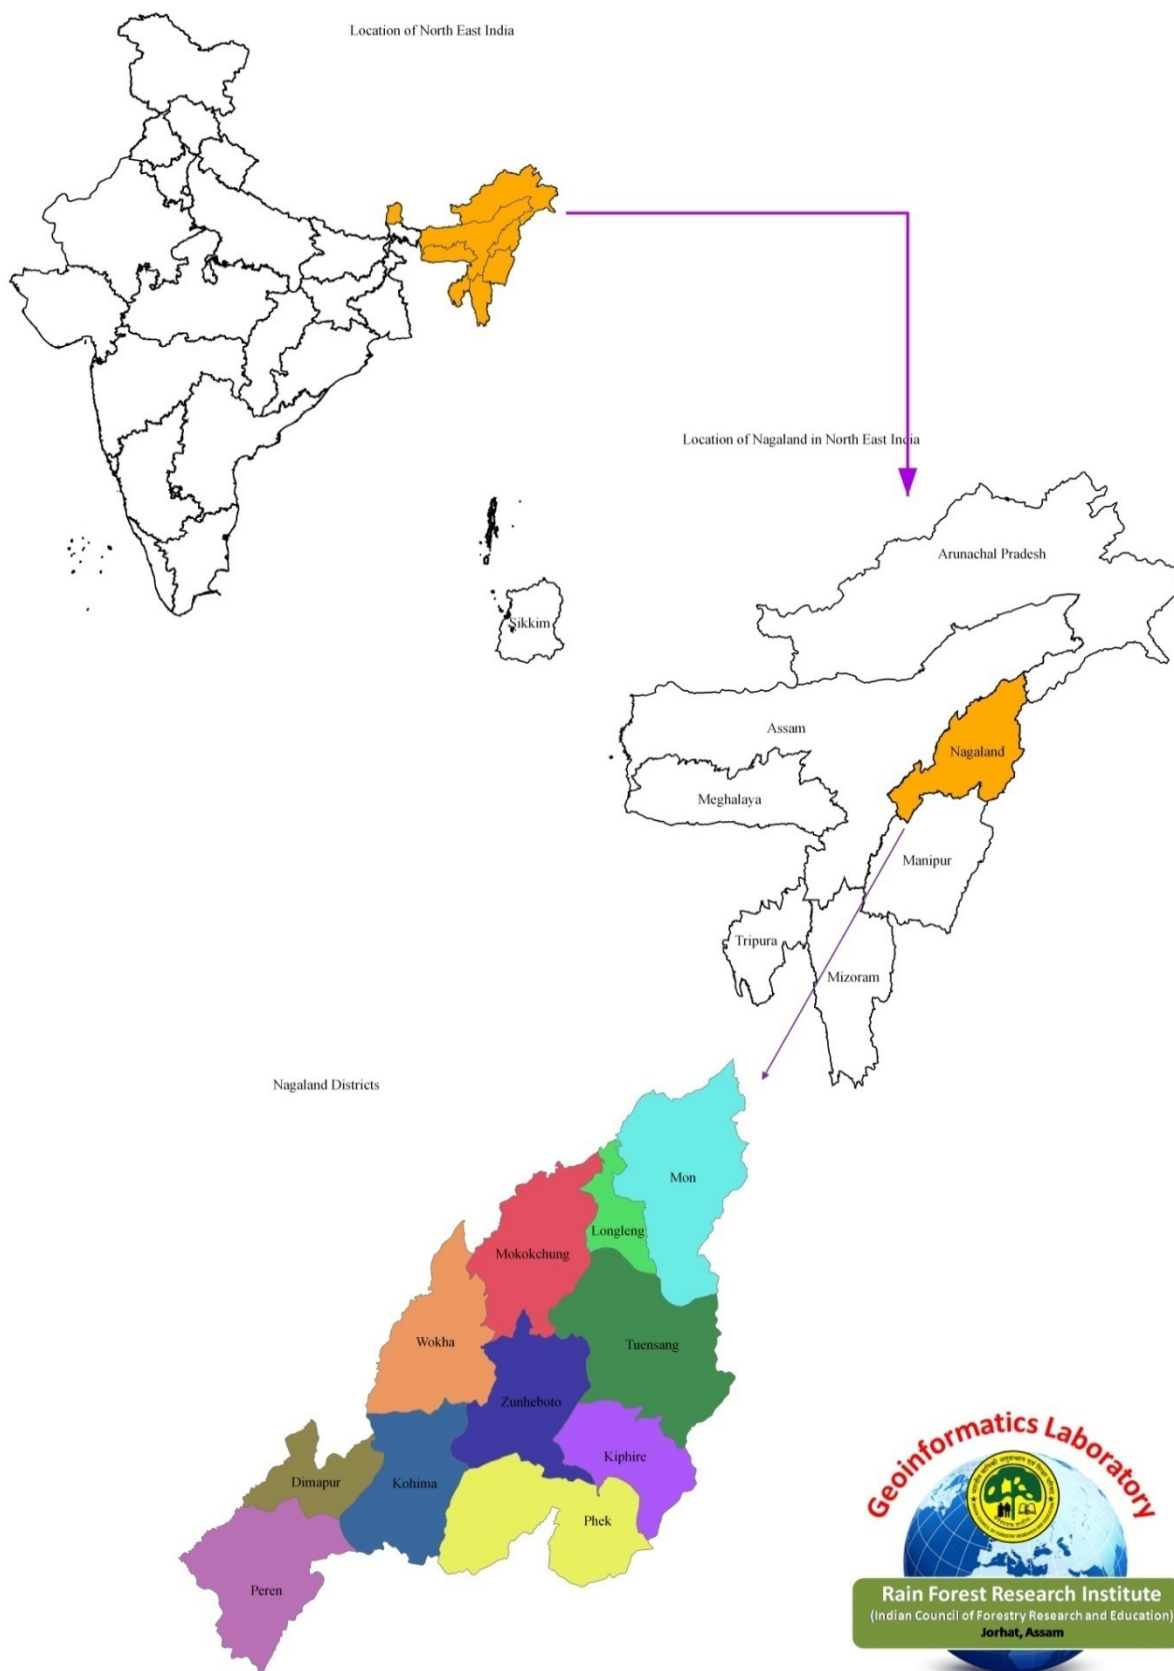 Location of North East India
Location of Nagaland in North East India
Arunachal Pradesh
Sikkim
Assam
Nagaland
Meghalaya
Manipur
Tripura
Mizoram
Nagaland Districts
Mon
Longleng
Mokokchung
Wokha
Tuensang
Zunheboto
Kiphire
Dimapur
Kohima
Phek
Peren
Geoinformatics Laboratory
Rain Forest Research Institute
(Indian Council of Forestry Research and Education)
Jorhat, Assam